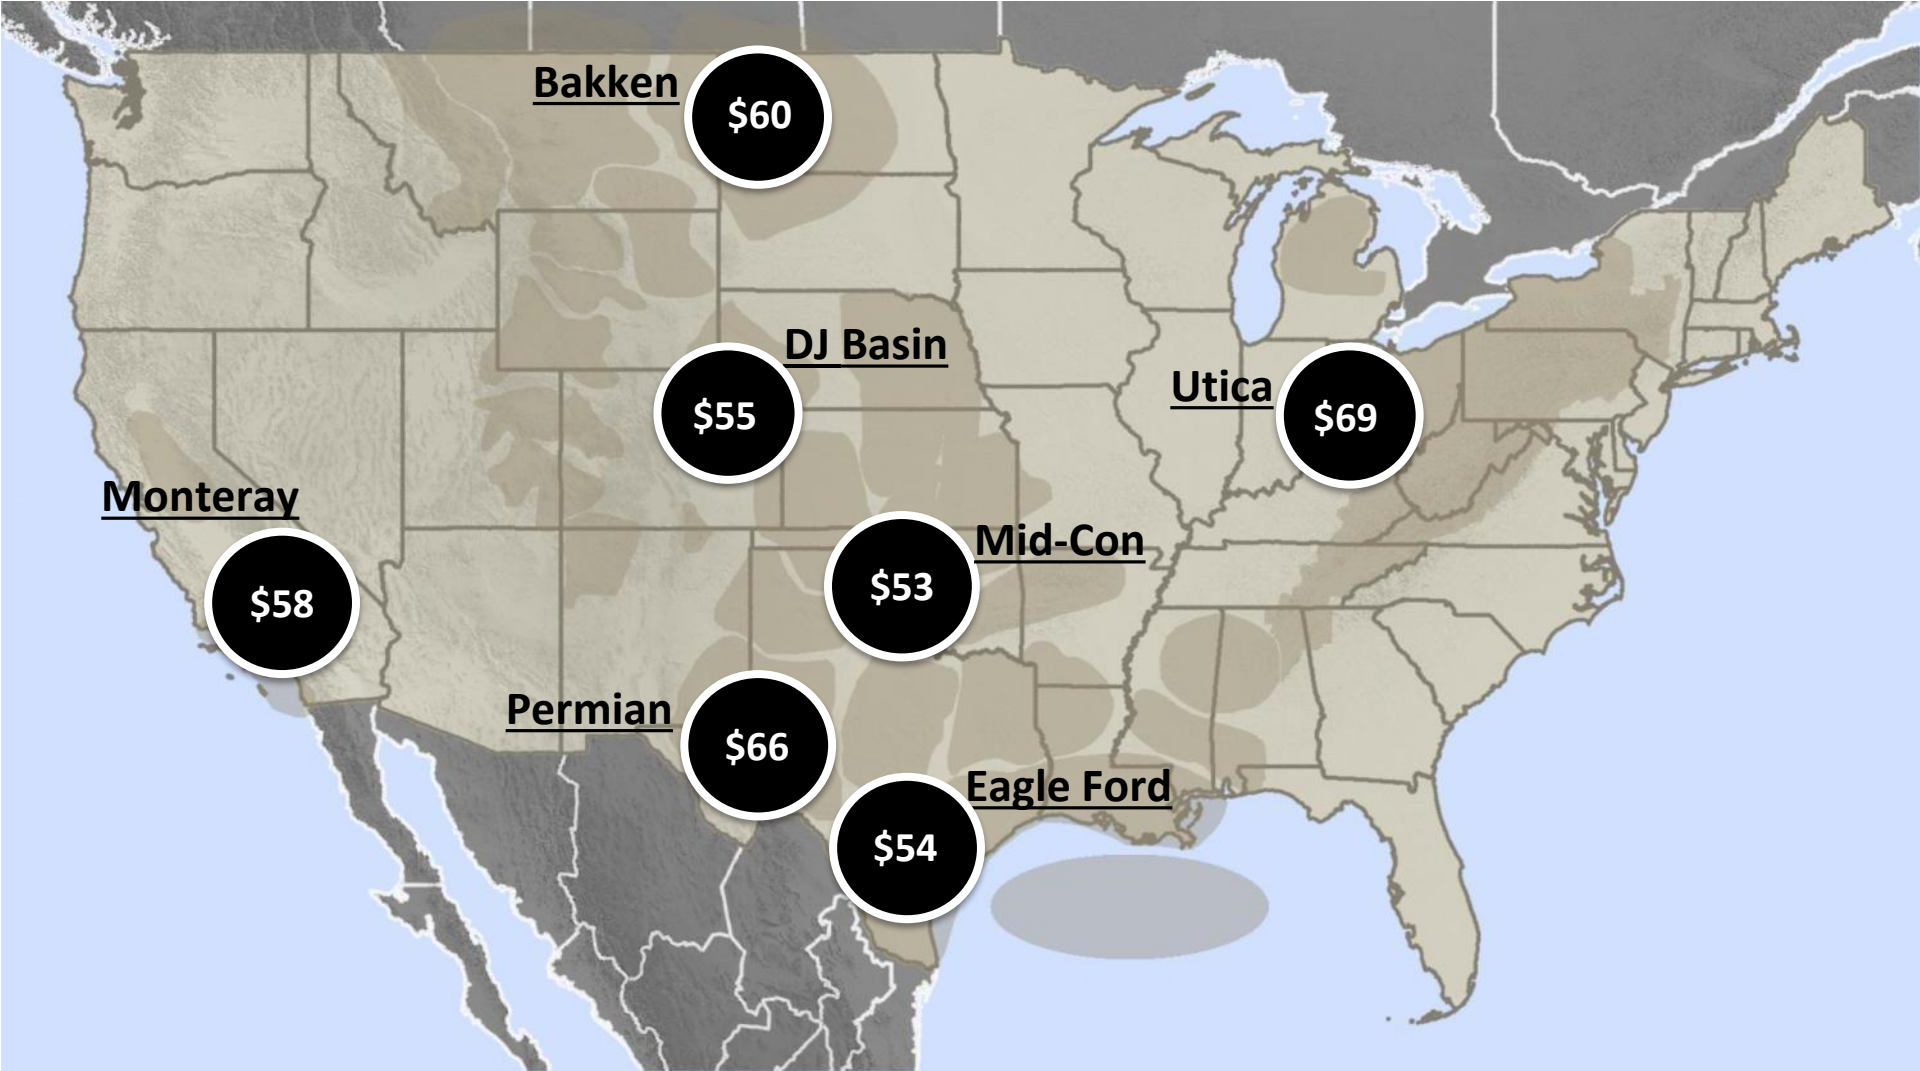 Bakken
$60
DJ Basin
$55
Utica
$69
Monteray
$58
Mid-Con
$53
Permian
$66
Eagle Ford
$54